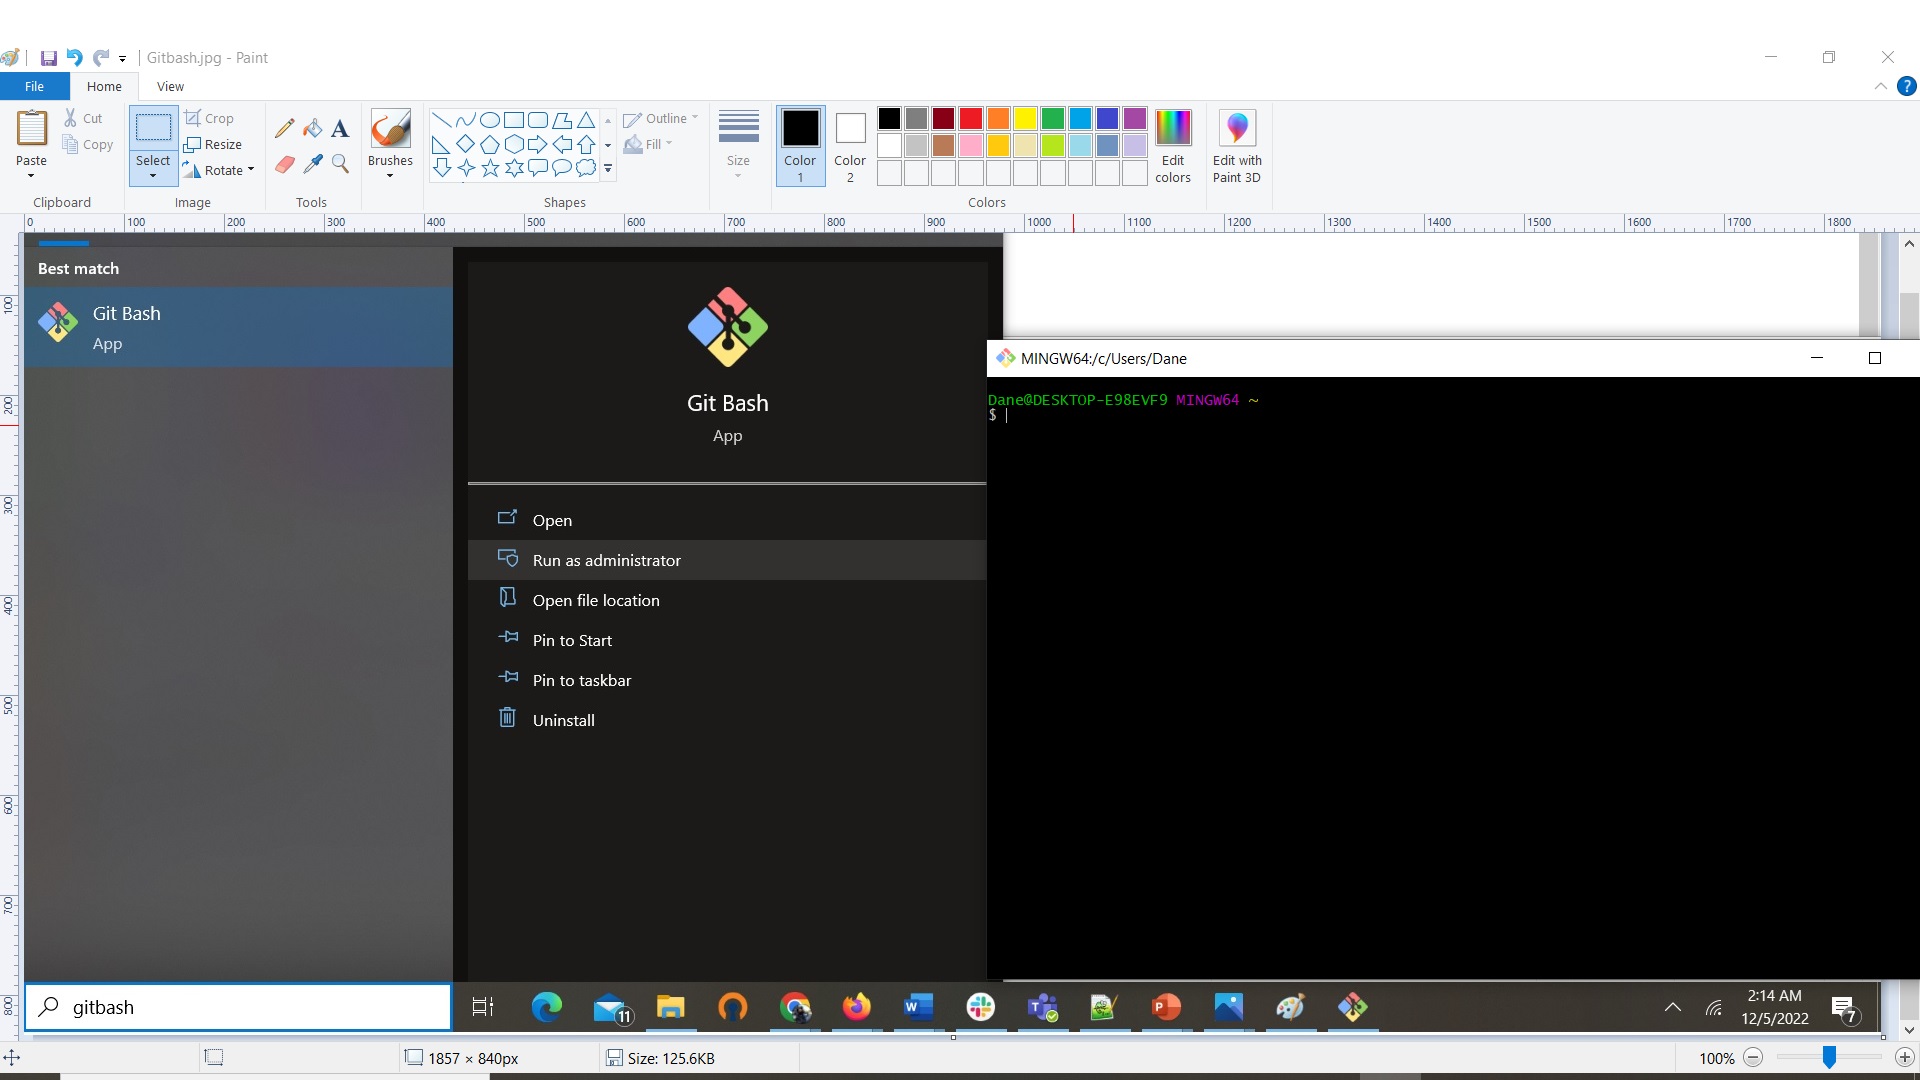 Gitbash.jpg - Paint
File Home View
Paste
Cut
Copy
Clipboard
Select
Crop
Resize
Rotate
Image
A
Tools
Brushes
Shapes
Outline
Fill
Size
Color 1
Color 2
Edit colors
Edit with Paint 3D
Colors
0 100 200 300 400 500 600 700 800 900 1000 1100 1200 1300 1400 1500 1600 1700 1800
100
200
300
400
500
600
700
800
Best match
Git Bash
App
Git Bash
App
Open
Run as administrator
Open file location
Pin to Start
Pin to taskbar
Uninstall
MINGW64:/c/Users/Dane
Dane@DESKTOP-E98EVF9 MINGW64 ~
$
gitbash
11
2:14 AM
12/5/2022
7
1857 × 840px
Size: 125.6KB
100%